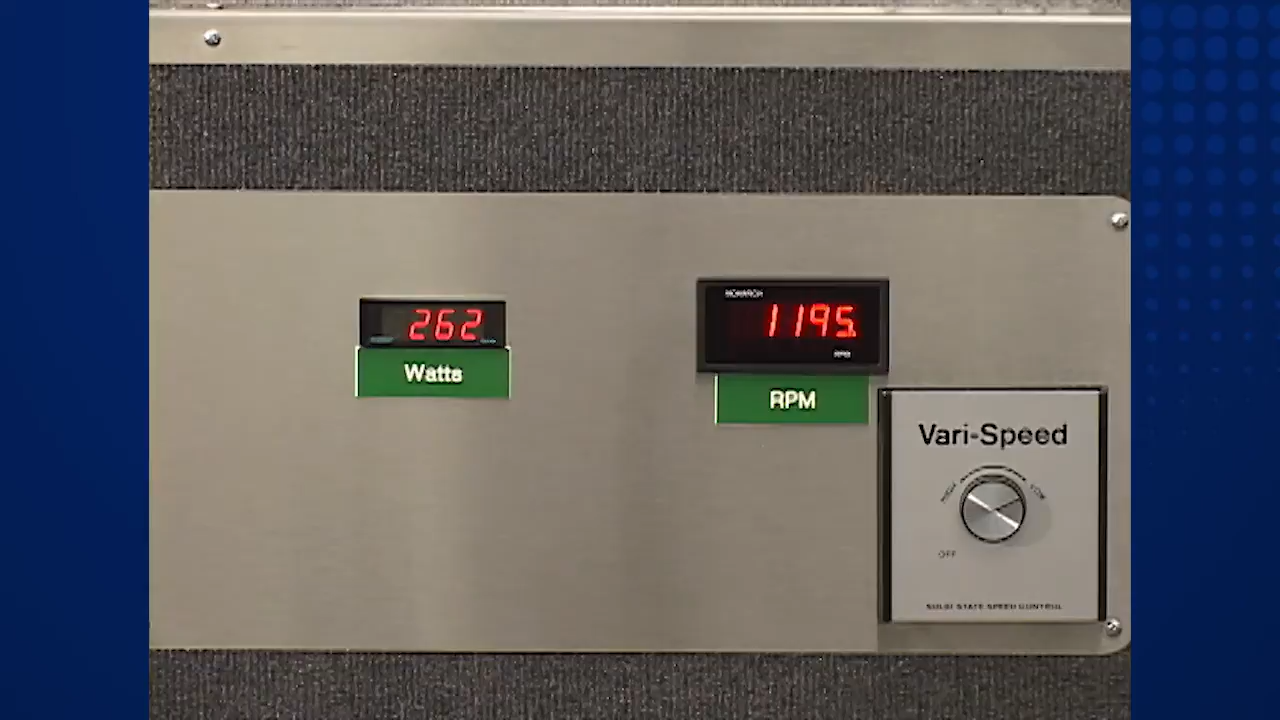 262
Watts
MONARCH
1195
RPM
RPM
Vari-Speed
HIGH
LOW
OFF
SOLID STATE SPEED CONTROL